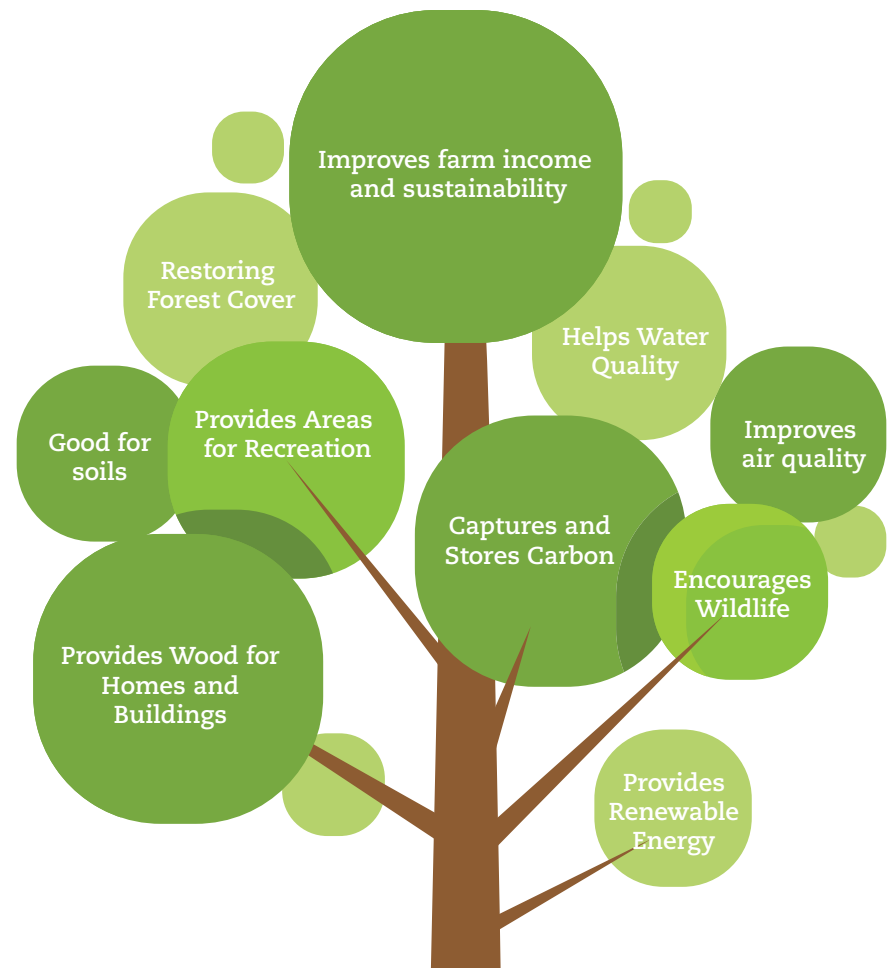 Improves farm income
and sustainability
Restoring
Forest Cover
Helps Water
Quality
Provides Areas
for Recreation
Good for
soils
Improves
air quality
Captures and
Stores Carbon
Encourages
Wildlife
Provides Wood for
Homes and
Buildings
Provides
Renewable
Energy